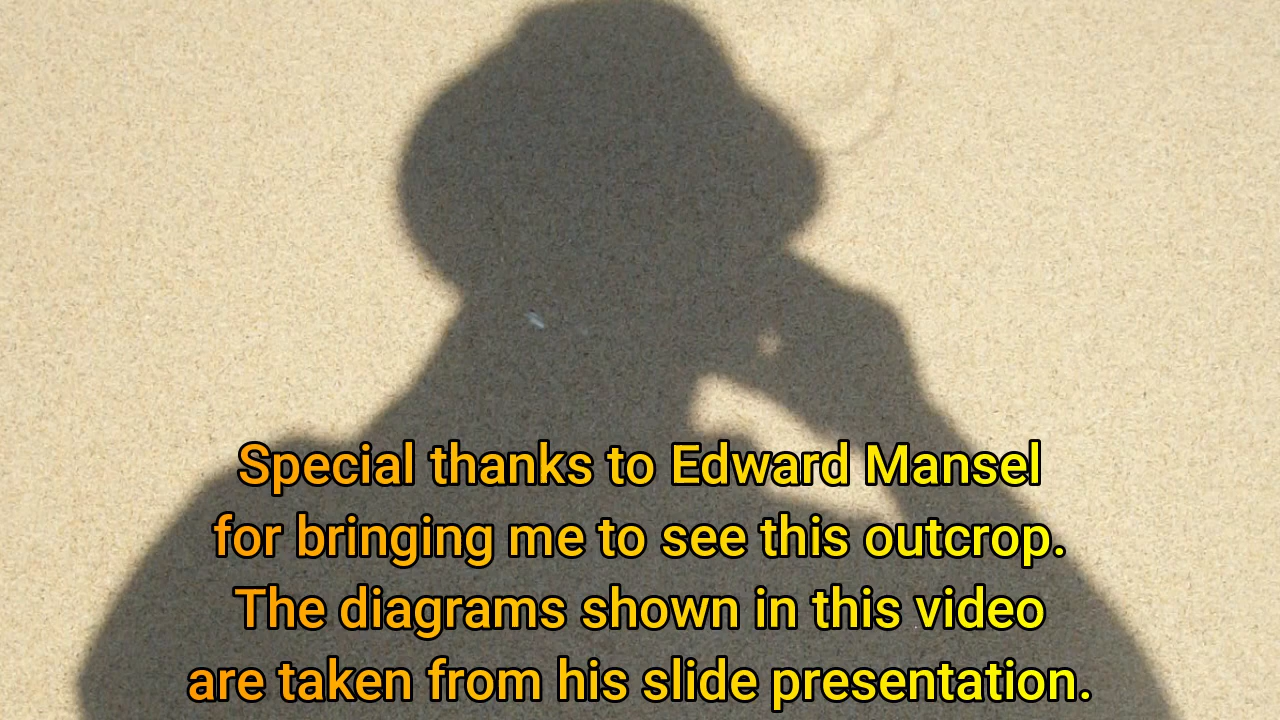 Special thanks to Edward Mansel
for bringing me to see this outcrop.
The diagrams shown in this video
are taken from his slide presentation.